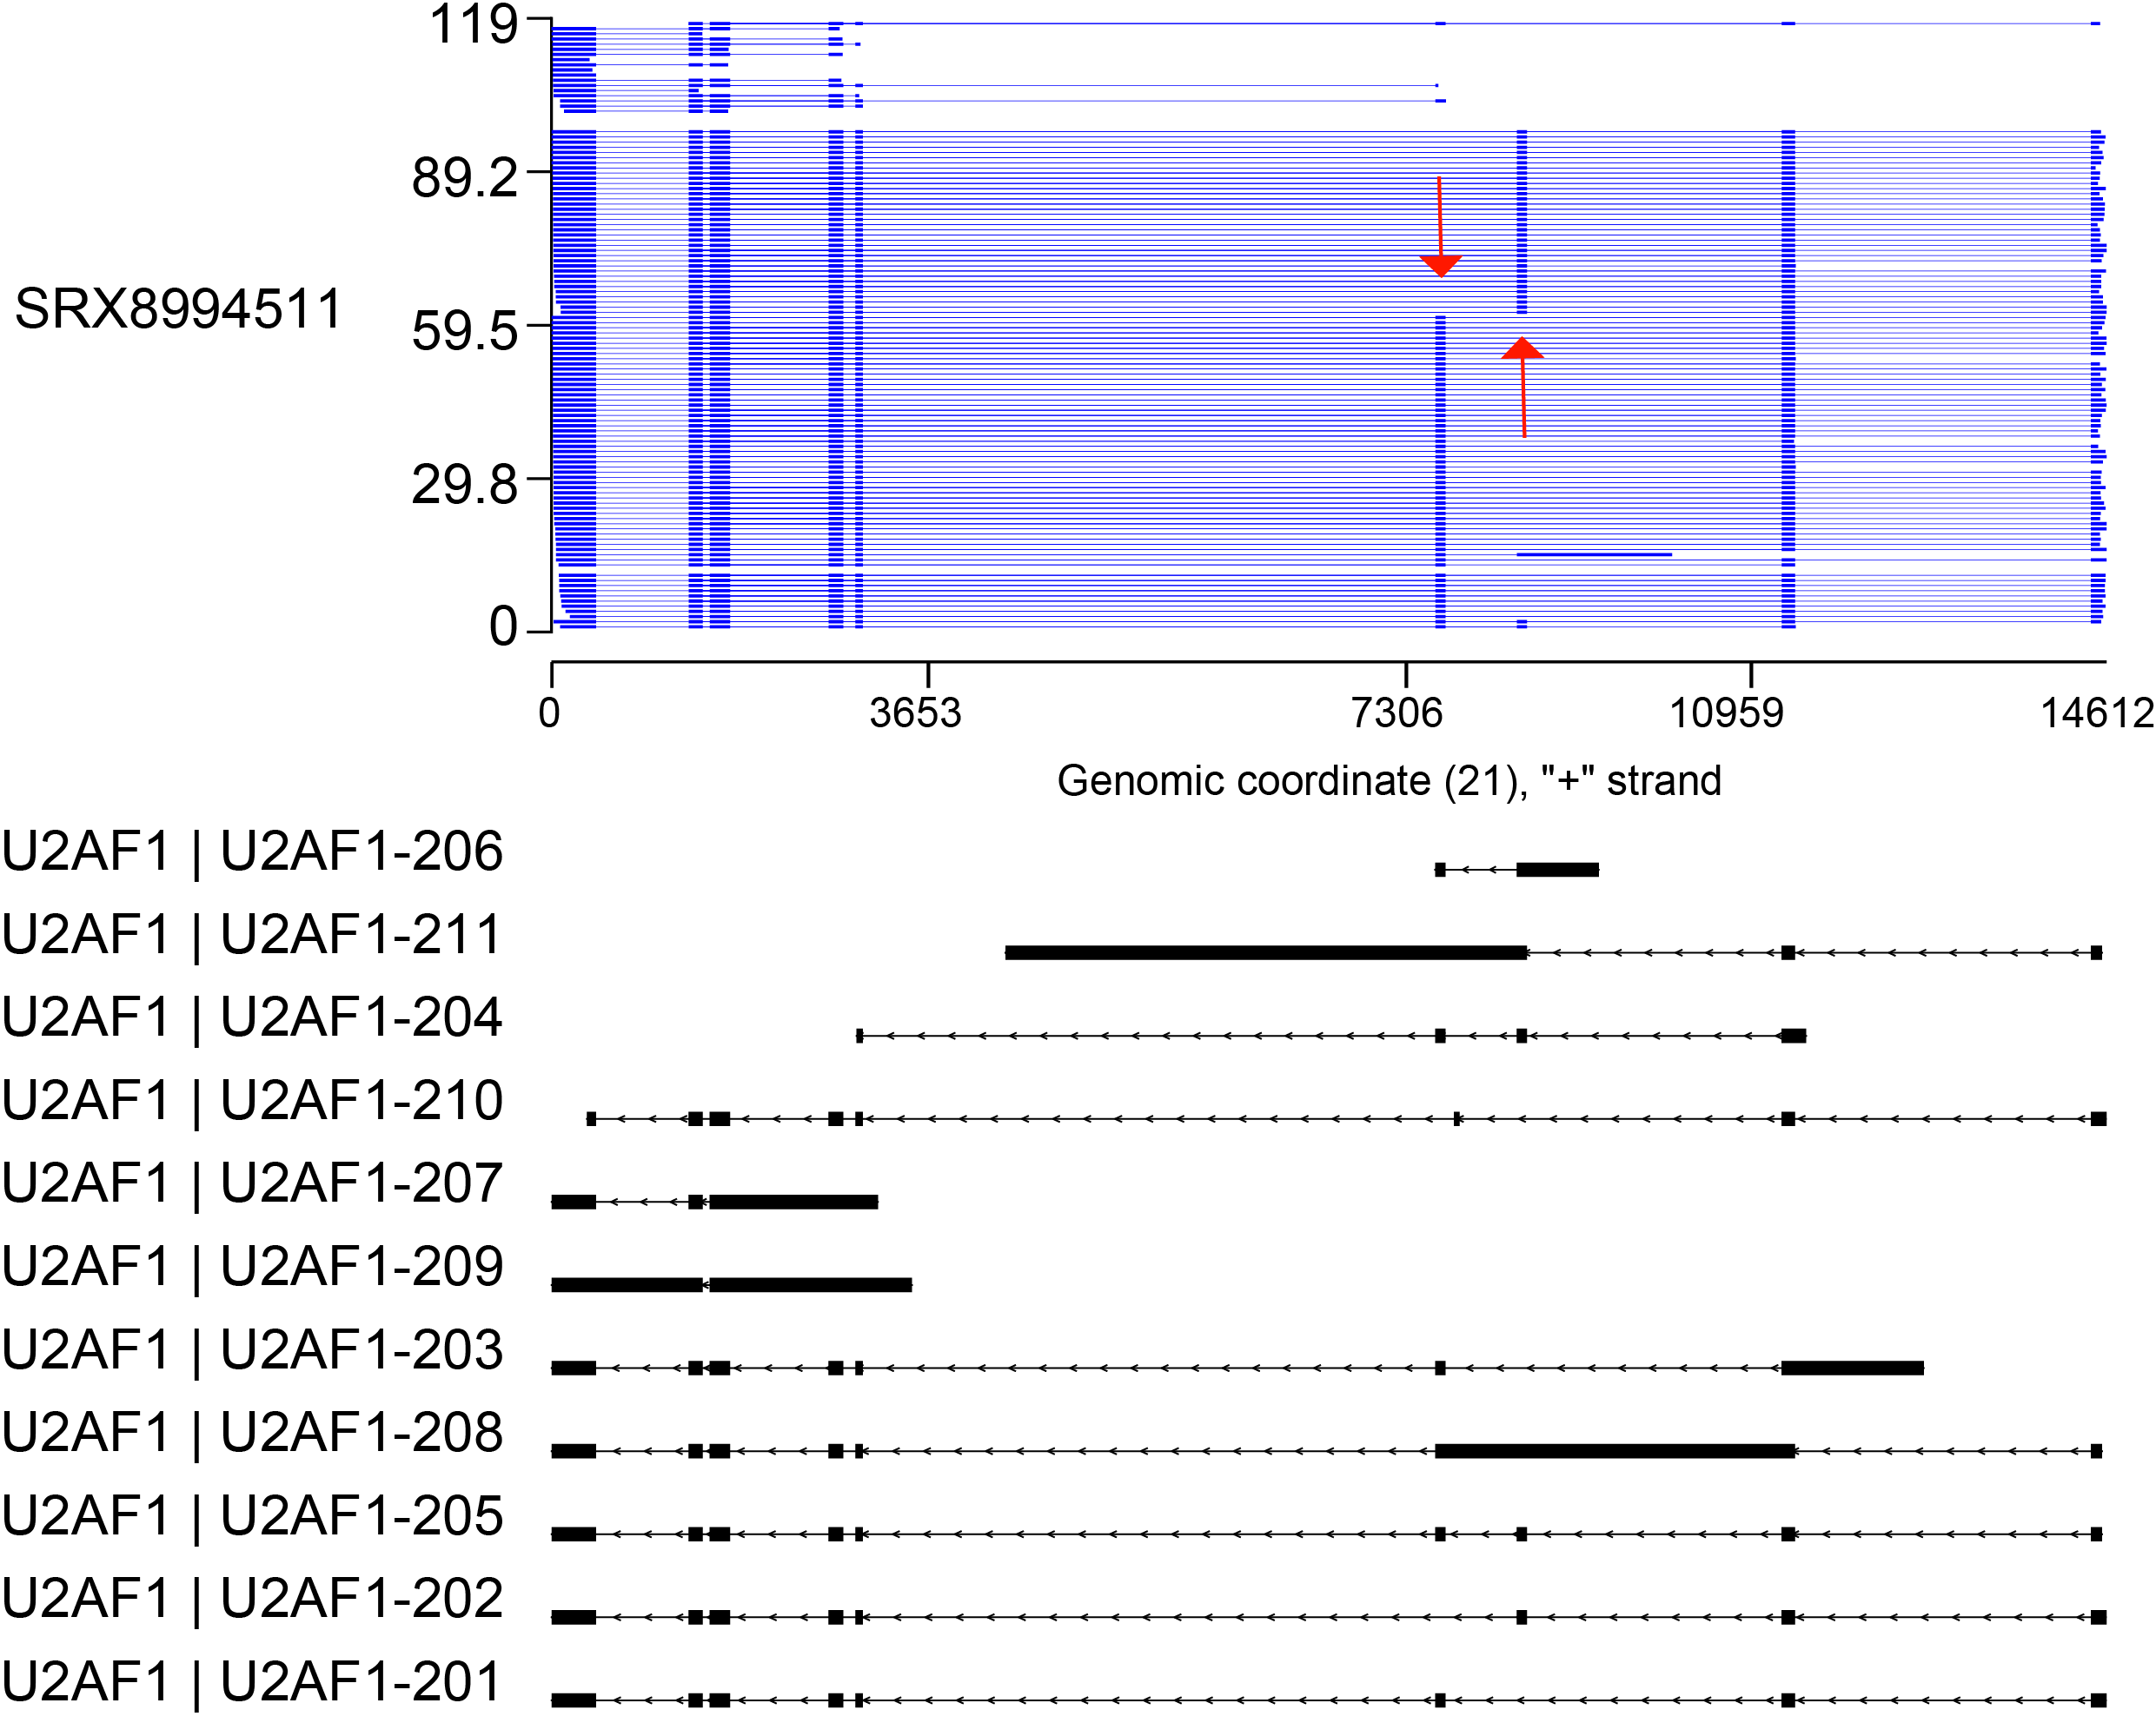 119
89.2
SRX8994511
59.5
29.8
0
0 3653 7306 10959 14612
Genomic coordinate (21), "+" strand
U2AF1 | U2AF1-206
U2AF1 | U2AF1-211
U2AF1 | U2AF1-204
U2AF1 | U2AF1-210
U2AF1 | U2AF1-207
U2AF1 | U2AF1-209
U2AF1 | U2AF1-203
U2AF1 | U2AF1-208
U2AF1 | U2AF1-205
U2AF1 | U2AF1-202
U2AF1 | U2AF1-201